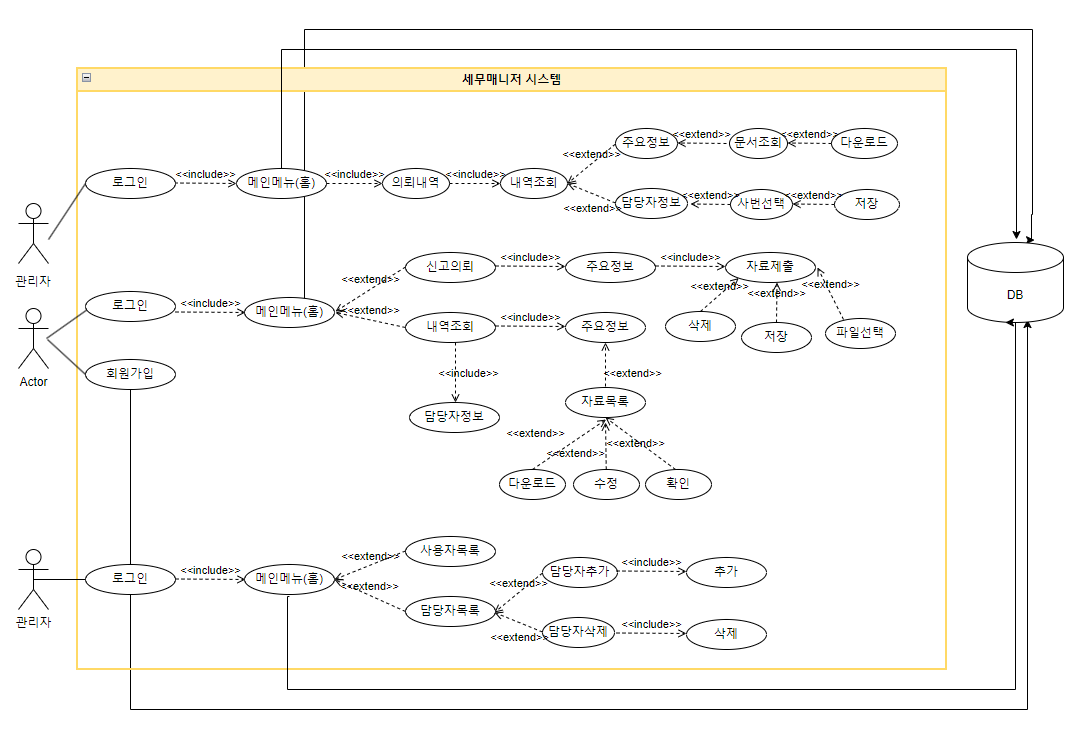 세무매니저 시스템
주요정보
<<extend>>
문서조회
<<extend>>
다운로드
<<extend>>
로그인
<<include>>
메인메뉴(홈)
<<include>>
의뢰내역
<<include>>
내역조회
<<extend>>
담당자정보
<<extend>>
사번선택
<<extend>>
저장
관리자
신고의뢰
<<include>>
주요정보
<<include>>
자료제출
<<extend>>
<<extend>>
<<extend>>
<<extend>>
삭제
저장
파일선택
DB
로그인
<<include>>
메인메뉴(홈)
<<extend>>
내역조회
<<include>>
주요정보
Actor
회원가입
<<include>>
<<extend>>
담당자정보
자료목록
<<extend>>
<<extend>>
<<extend>>
다운로드
수정
확인
관리자
로그인
<<include>>
메인메뉴(홈)
<<extend>>
사용자목록
<<extend>>
담당자목록
<<extend>>
담당자추가
<<include>>
추가
<<extend>>
담당자삭제
<<include>>
삭제